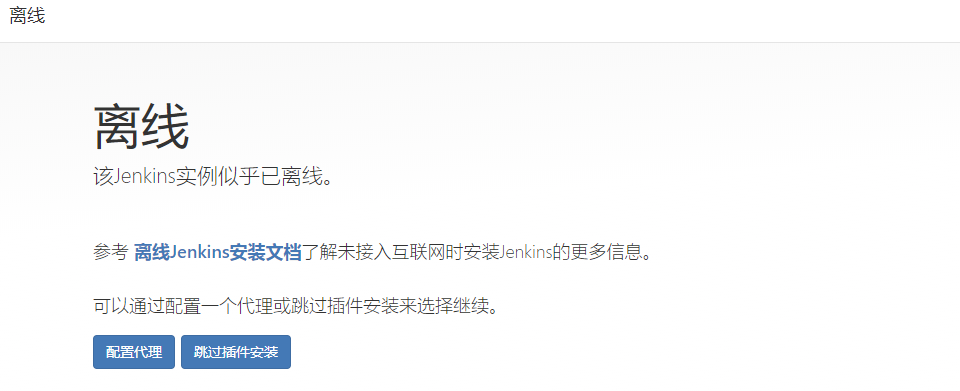 离线
离线
该Jenkins实例似乎已离线。
参考 离线Jenkins安装文档了解未接入互联网时安装Jenkins的更多信息。
可以通过配置一个代理或跳过插件安装来选择继续。
配置代理 跳过插件安装